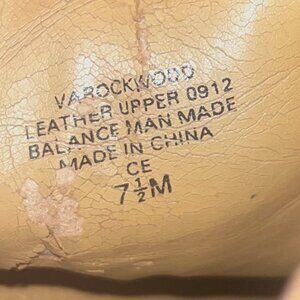 VAROCKWOOD
LEATHER UPPER 0912
BALANCE MAN MADE
MADE IN CHINA
CE
7½M